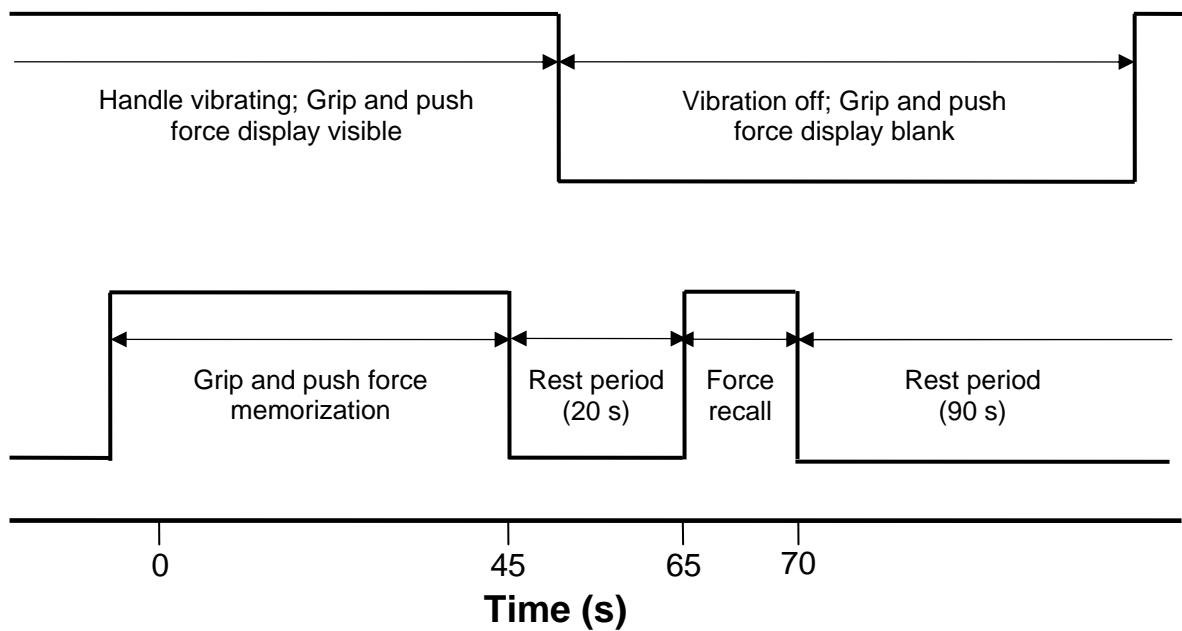 Handle vibrating; Grip and push
force display visible
Vibration off; Grip and push
force display blank
Grip and push force
memorization
Rest period
(20 s)
Force
recall
Rest period
(90 s)
0
45
65
70
Time (s)